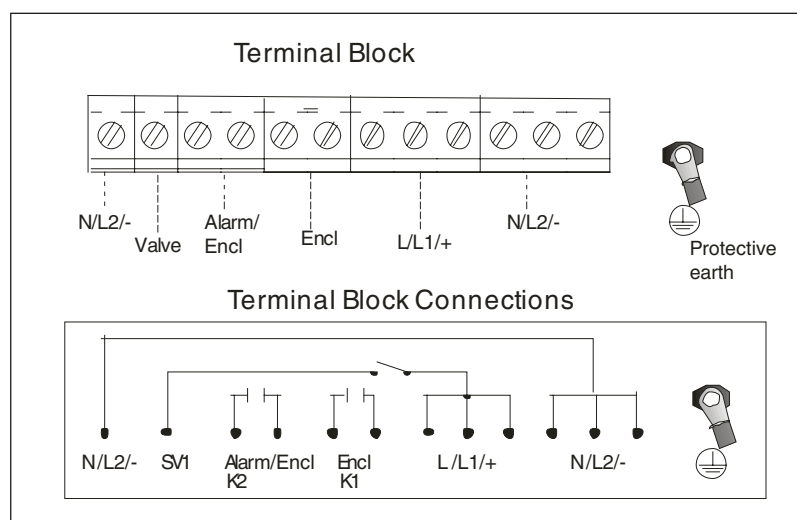 Terminal Block
N/L2/-
Valve
Alarm/
Encl
Encl
L/L1/+
N/L2/-
Protective
earth
Terminal Block Connections
N/L2/-
SV1
Alarm/Encl
K2
Encl
K1
L/L1/+
N/L2/-